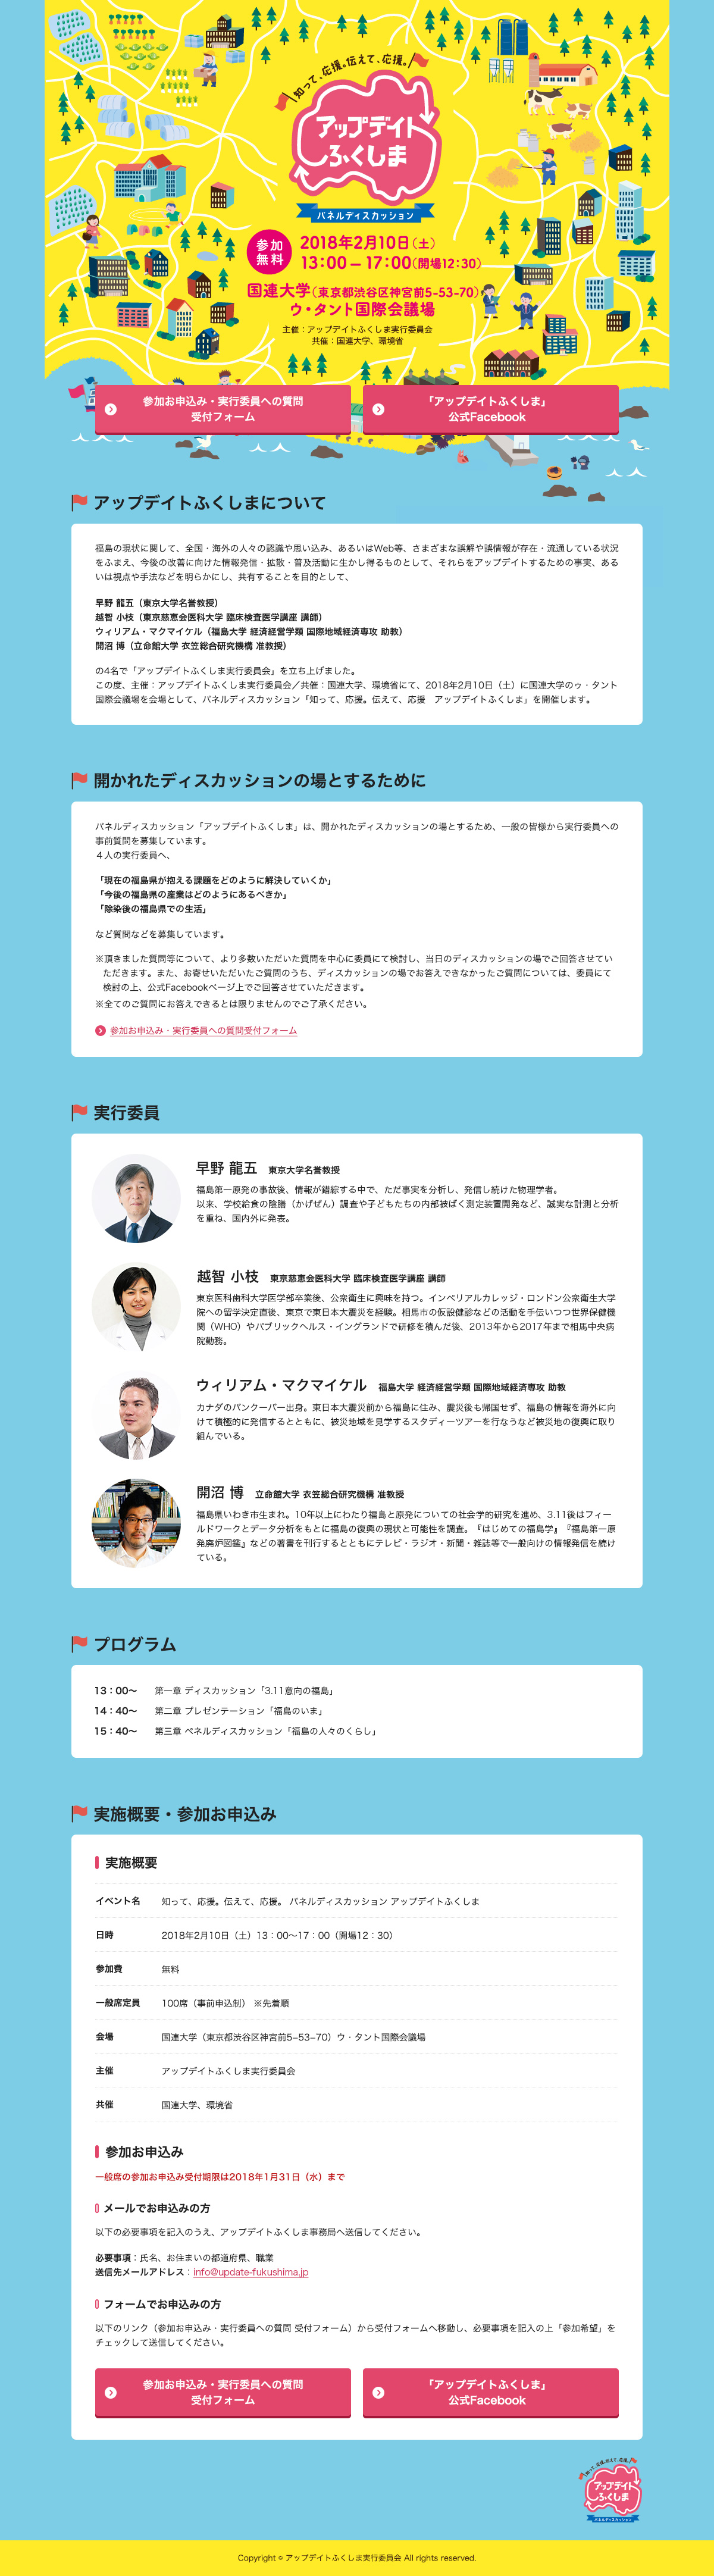 知って、応援。伝えて、応援。
アップデイト
ふくしま
パネルディスカッション
参加
無料
2018年2月10日（土）
13:00 – 17:00（開場12:30）
国連大学（東京都渋谷区神宮前5-53-70）
ウ・タント国際会議場
主催：アップデイトふくしま実行委員会
共催：国連大学、環境省
参加お申込み・実行委員への質問
受付フォーム
「アップデイトふくしま」
公式Facebook
アップデイトふくしまについて
福島の現状に関して、全国・海外の人々の認識や思い込み、あるいはWeb等、さまざまな誤解や誤情報が存在・流通している状況
をふまえ、今後の改善に向けた情報発信・拡散・普及活動に生かし得るものとして、それらをアップデイトするための事実、ある
いは視点や手法などを明らかにし、共有することを目的として、
早野 龍五（東京大学名誉教授）
越智 小枝（東京慈恵会医科大学 臨床検査医学講座 講師）
ウィリアム・マクマイケル（福島大学 経済経営学類 国際地域経済専攻 助教）
開沼 博（立命館大学 衣笠総合研究機構 准教授）
の4名で「アップデイトふくしま実行委員会」を立ち上げました。
この度、主催：アップデイトふくしま実行委員会／共催：国連大学、環境省にて、2018年2月10日（土）に国連大学のゥ・タント
国際会議場を会場として、パネルディスカッション「知って、応援。伝えて、応援　アップデイトふくしま」を開催します。
開かれたディスカッションの場とするために
パネルディスカッション「アップデイトふくしま」は、開かれたディスカッションの場とするため、一般の皆様から実行委員への
事前質問を募集しています。
４人の実行委員へ、
「現在の福島県が抱える課題をどのように解決していくか」
「今後の福島県の産業はどのようにあるべきか」
「除染後の福島県での生活」
など質問などを募集しています。
※頂きました質問等について、より多数いただいた質問を中心に委員にて検討し、当日のディスカッションの場でご回答させてい
ただきます。また、お寄せいただいたご質問のうち、ディスカッションの場でお答えできなかったご質問については、委員にて
検討の上、公式Facebookページ上でご回答させていただきます。
※全てのご質問にお答えできるとは限りませんのでご了承ください。
参加お申込み・実行委員への質問受付フォーム
実行委員
早野 龍五　東京大学名誉教授
福島第一原発の事故後、情報が錯綜する中で、ただ事実を分析し、発信し続けた物理学者。
以来、学校給食の陰膳（かげぜん）調査や子どもたちの内部被ばく測定装置開発など、誠実な計測と分析
を重ね、国内外に発表。
越智 小枝　東京慈恵会医科大学 臨床検査医学講座 講師
東京医科歯科大学医学部卒業後、公衆衛生に興味を持つ。インペリアルカレッジ・ロンドン公衆衛生大学
院への留学決定直後、東京で東日本大震災を経験。相馬市の仮設健診などの活動を手伝いつつ世界保健機
関（WHO）やパブリックヘルス・イングランドで研修を積んだ後、2013年から2017年まで相馬中央病
院勤務。
ウィリアム・マクマイケル　福島大学 経済経営学類 国際地域経済専攻 助教
カナダのバンクーバー出身。東日本大震災前から福島に住み、震災後も帰国せず、福島の情報を海外に向
けて積極的に発信するとともに、被災地域を見学するスタディーツアーを行なうなど被災地の復興に取り
組んでいる。
開沼 博　立命館大学 衣笠総合研究機構 准教授
福島県いわき市生まれ。10年以上にわたり福島と原発についての社会学的研究を進め、3.11後はフィー
ルドワークとデータ分析をもとに福島の復興の現状と可能性を調査。『はじめての福島学』『福島第一原
発廃炉図鑑』などの著書を刊行するとともにテレビ・ラジオ・新聞・雑誌等で一般向けの情報発信を続け
ている。
プログラム
13：00〜　第一章 ディスカッション「3.11意向の福島」
14：40〜　第二章 プレゼンテーション「福島のいま」
15：40〜　第三章 パネルディスカッション「福島の人々のくらし」
実施概要・参加お申込み
実施概要
イベント名　知って、応援。伝えて、応援。 パネルディスカッション アップデイトふくしま
日時　2018年2月10日（土）13：00〜17：00（開場12：30）
参加費　無料
一般席定員　100席（事前申込制） ※先着順
会場　国連大学（東京都渋谷区神宮前5−53−70）ウ・タント国際会議場
主催　アップデイトふくしま実行委員会
共催　国連大学、環境省
参加お申込み
一般席の参加お申込み受付期限は2018年1月31日（水）まで
メールでお申込みの方
以下の必要事項を記入のうえ、アップデイトふくしま事務局へ送信してください。
必要事項：氏名、お住まいの都道府県、職業
送信先メールアドレス：info@update-fukushima.jp
フォームでお申込みの方
以下のリンク（参加お申込み・実行委員への質問 受付フォーム）から受付フォームへ移動し、必要事項を記入の上「参加希望」を
チェックして送信してください。
参加お申込み・実行委員への質問
受付フォーム
「アップデイトふくしま」
公式Facebook
知って、応援。伝えて、応援。
アップデイト
ふくしま
パネルディスカッション
Copyright © アップデイトふくしま実行委員会 All rights reserved.